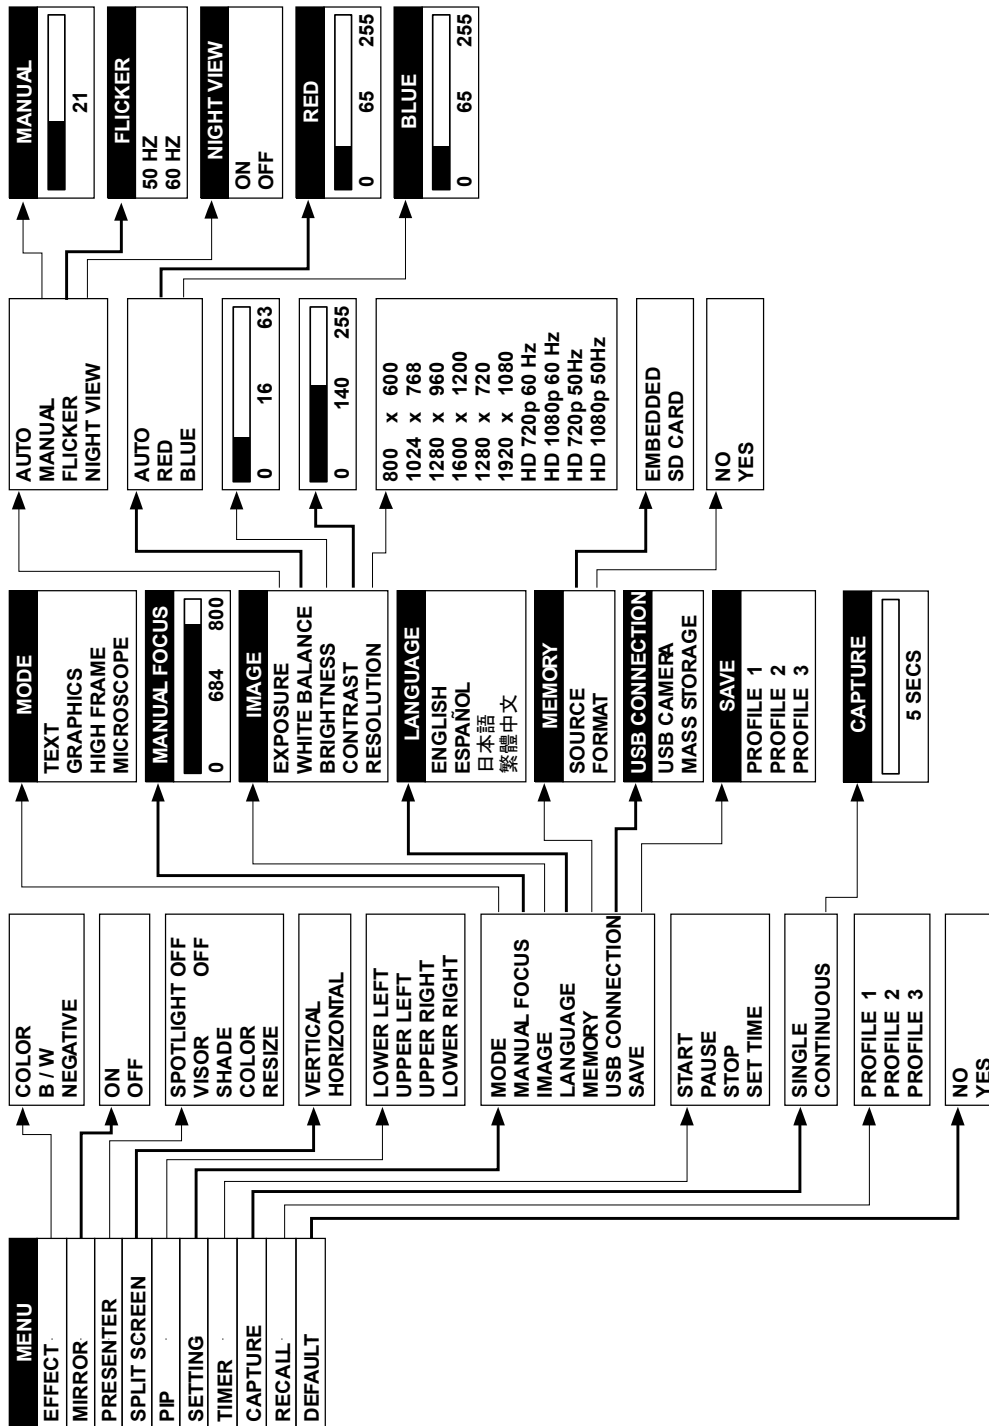 MENU
EFFECT
MIRROR
PRESENTER
SPLIT SCREEN
PIP
SETTING
TIMER
CAPTURE
RECALL
DEFAULT
COLOR
B / W
NEGATIVE
ON
OFF
SPOTLIGHT OFF
VISOR OFF
SHADE
COLOR
RESIZE
VERTICAL
HORIZONTAL
LOWER LEFT
UPPER LEFT
UPPER RIGHT
LOWER RIGHT
MODE
MANUAL FOCUS
IMAGE
LANGUAGE
MEMORY
USB CONNECTION
SAVE
START
PAUSE
STOP
SET TIME
SINGLE
CONTINUOUS
PROFILE 1
PROFILE 2
PROFILE 3
NO
YES
MODE
TEXT
GRAPHICS
HIGH FRAME
MICROSCOPE
MANUAL FOCUS
0 684 800
IMAGE
EXPOSURE
WHITE BALANCE
BRIGHTNESS
CONTRAST
RESOLUTION
LANGUAGE
ENGLISH
ESPAÑOL
日本語
繁體中文
MEMORY
SOURCE
FORMAT
USB CONNECTION
USB CAMERA
MASS STORAGE
SAVE
PROFILE 1
PROFILE 2
PROFILE 3
CAPTURE
5 SECS
AUTO
MANUAL
FLICKER
NIGHT VIEW
AUTO
RED
BLUE
0 16 63
0 140 255
800 x 600
1024 x 768
1280 x 960
1600 x 1200
1280 x 720
1920 x 1080
HD 720p 60 Hz
HD 1080p 60 Hz
HD 720p 50Hz
HD 1080p 50Hz
EMBEDDED
SD CARD
NO
YES
MANUAL
21
FLICKER
50 HZ
60 HZ
NIGHT VIEW
ON
OFF
RED
0 65 255
BLUE
0 65 255